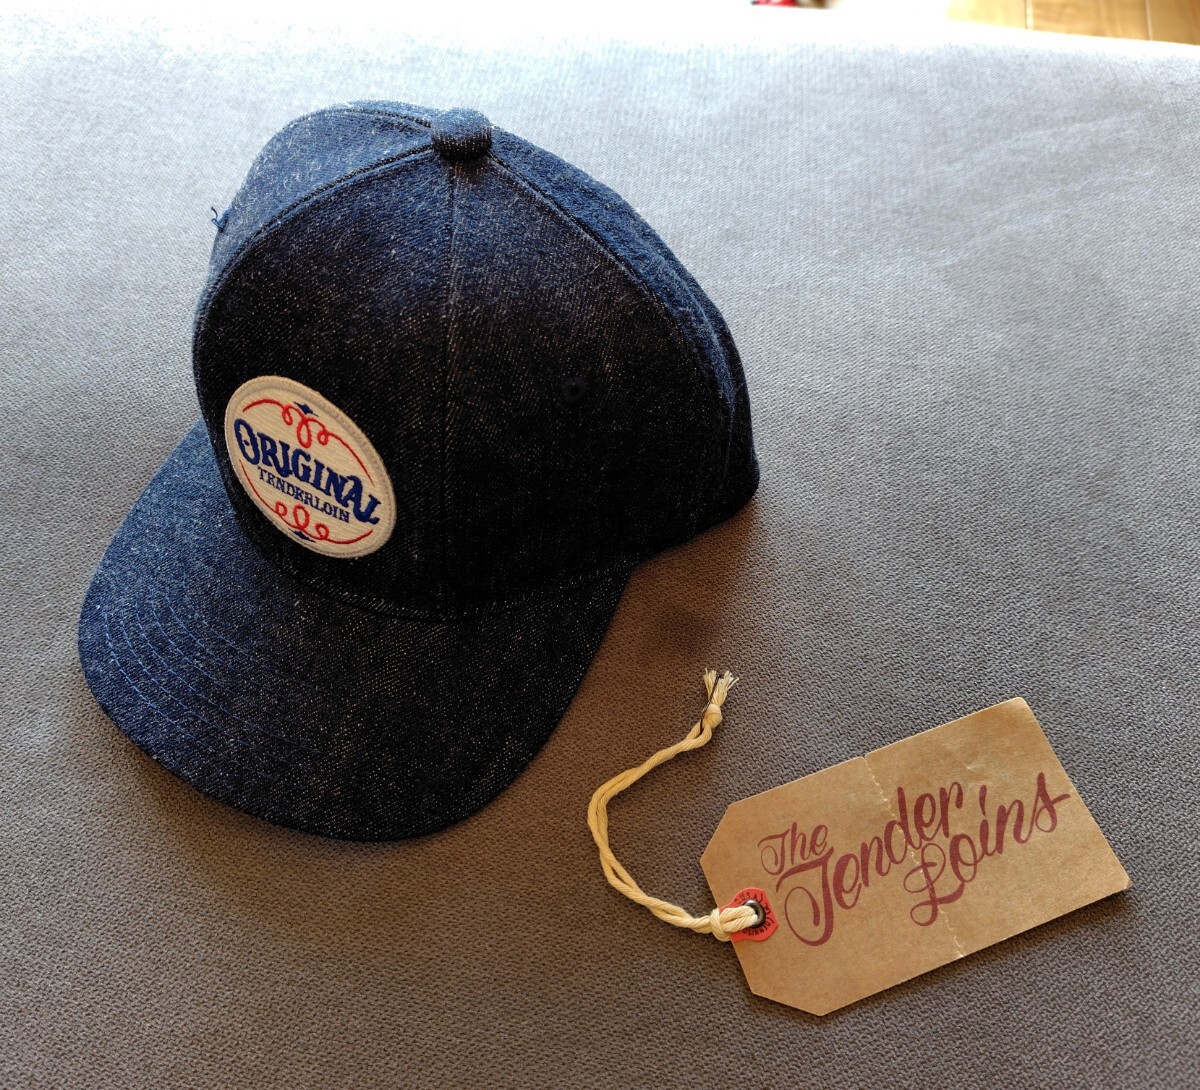 ORIGINAL
TENDERLOIN
The
Tender
Loins